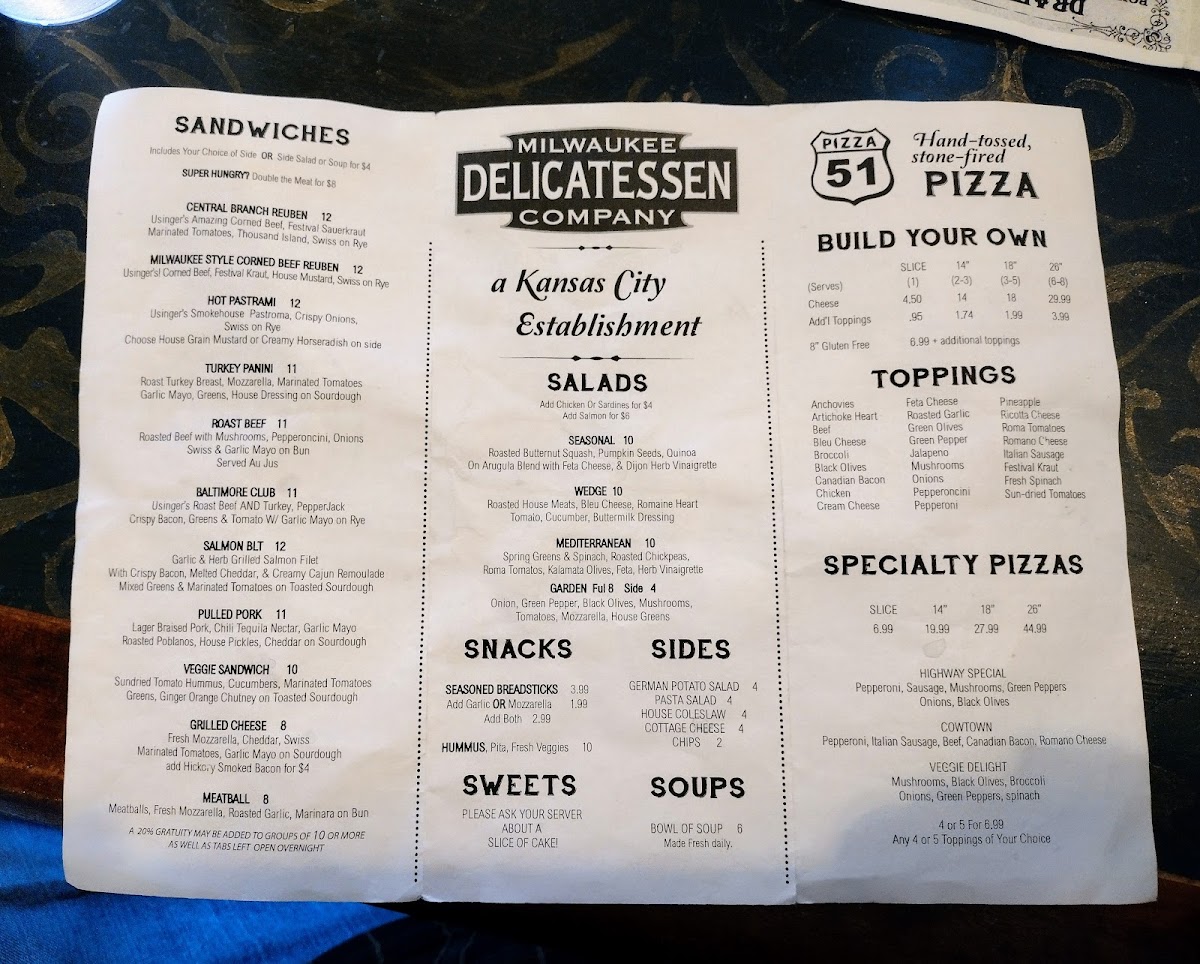 SANDWICHES
Includes Your Choice of Side OR Side Salad or Soup for $4
SUPER HUNGRY? Double the Meat for $8
CENTRAL BRANCH REUBEN 12
Usinger's Amazing Corned Beef, Festival Sauerkraut
Marinated Tomatoes, Thousand Island, Swiss on Rye
MILWAUKEE STYLE CORNED BEEF REUBEN 12
Usinger's! Corned Beef, Festival Kraut, House Mustard, Swiss on Rye
HOT PASTRAMI 12
Usinger's Smokehouse Pastroma, Crispy Onions,
Swiss on Rye
Choose House Grain Mustard or Creamy Horseradish on side
TURKEY PANINI 11
Roast Turkey Breast, Mozzarella, Marinated Tomatoes
Garlic Mayo, Greens, House Dressing on Sourdough
ROAST BEEF 11
Roasted Beef with Mushrooms, Pepperoncini, Onions
Swiss & Garlic Mayo on Bun
Served Au Jus
BALTIMORE CLUB 11
Usinger's Roast Beef AND Turkey, PepperJack
Crispy Bacon, Greens & Tomato W/ Garlic Mayo on Rye
SALMON BLT 12
Garlic & Herb Grilled Salmon Filet
With Crispy Bacon, Melted Cheddar, & Creamy Cajun Remoulade
Mixed Greens & Marinated Tomatoes on Toasted Sourdough
PULLED PORK 11
Lager Braised Pork, Chili Tequila Nectar, Garlic Mayo
Roasted Poblanos, House Pickles, Cheddar on Sourdough
VEGGIE SANDWICH 10
Sundried Tomato Hummus, Cucumbers, Marinated Tomatoes
Greens, Ginger Orange Chutney on Toasted Sourdough
GRILLED CHEESE 8
Fresh Mozzarella, Cheddar, Swiss
Marinated Tomatoes, Garlic Mayo on Sourdough
add Hickory Smoked Bacon for $4
MEATBALL 8
Meatballs, Fresh Mozzarella, Roasted Garlic, Marinara on Bun
A 20% GRATUITY MAY BE ADDED TO GROUPS OF 10 OR MORE
AS WELL AS TABS LEFT OPEN OVERNIGHT
MILWAUKEE
DELICATESSEN
COMPANY
a Kansas City
Establishment
SALADS
Add Chicken Or Sardines for $4
Add Salmon for $6
SEASONAL 10
Roasted Butternut Squash, Pumpkin Seeds, Quinoa
On Arugula Blend with Feta Cheese, & Dijon Herb Vinaigrette
WEDGE 10
Roasted House Meats, Bleu Cheese, Romaine Heart
Tomato, Cucumber, Buttermilk Dressing
MEDITERRANEAN 10
Spring Greens & Spinach, Roasted Chickpeas,
Roma Tomatoes, Kalamata Olives, Feta, Herb Vinaigrette
GARDEN Ful 8 Side 4
Onion, Green Pepper, Black Olives, Mushrooms,
Tomatoes, Mozzarella, House Greens
SNACKS
SEASONED BREADSTICKS 3.99
Add Garlic OR Mozzarella 1.99
Add Both 2.99
HUMMUS, Pita, Fresh Veggies 10
SIDES
GERMAN POTATO SALAD 4
PASTA SALAD 4
HOUSE COLESLAW 4
COTTAGE CHEESE 4
CHIPS 2
SWEETS
PLEASE ASK YOUR SERVER
ABOUT A
SLICE OF CAKE!
SOUPS
BOWL OF SOUP 6
Made Fresh daily.
PIZZA
51
Hand-tossed,
stone-fired
PIZZA
BUILD YOUR OWN
SLICE 14" 18" 26"
(Serves) (1) (2-3) (3-5) (6-8)
Cheese 4.50 14 18 29.99
Add'l Toppings .95 1.74 1.99 3.99
8" Gluten Free 6.99 + additional toppings
TOPPINGS
Anchovies Feta Cheese Pineapple
Artichoke Heart Roasted Garlic Ricotta Cheese
Beef Green Olives Roma Tomatoes
Bleu Cheese Green Pepper Romano Cheese
Broccoli Jalapeno Italian Sausage
Black Olives Mushrooms Festival Kraut
Canadian Bacon Onions Fresh Spinach
Chicken Pepperoncini Sun-dried Tomatoes
Cream Cheese Pepperoni
SPECIALTY PIZZAS
SLICE 14" 18" 26"
6.99 19.99 27.99 44.99
HIGHWAY SPECIAL
Pepperoni, Sausage, Mushrooms, Green Peppers
Onions, Black Olives
COWTOWN
Pepperoni, Italian Sausage, Beef, Canadian Bacon, Romano Cheese
VEGGIE DELIGHT
Mushrooms, Black Olives, Broccoli
Onions, Green Peppers, spinach
4 or 5 For 6.99
Any 4 or 5 Toppings of Your Choice